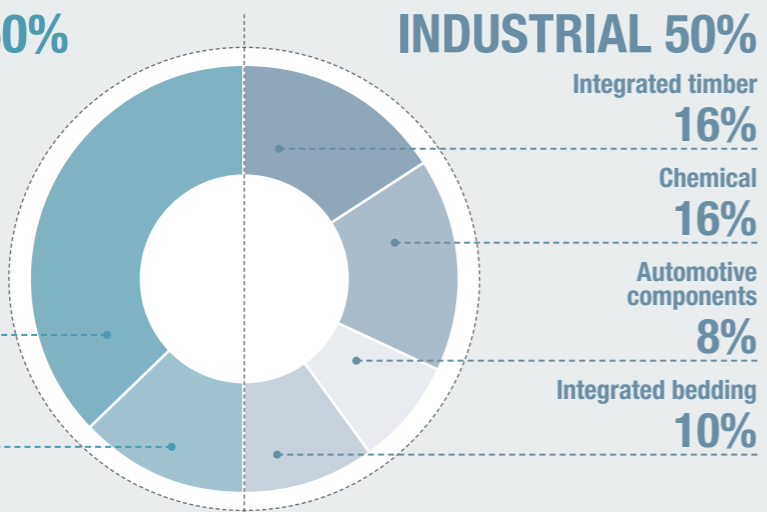 0%
INDUSTRIAL 50%
Integrated timber
16%
Chemical
16%
Automotive
components
8%
Integrated bedding
10%